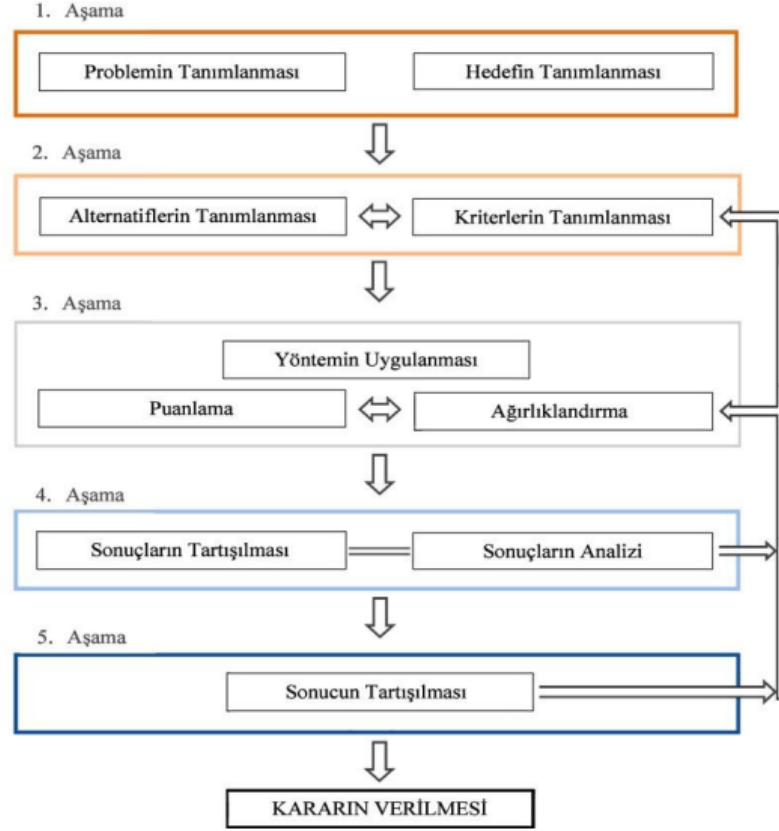 1. Aşama
Problemin Tanımlanması
Hedefin Tanımlanması
2. Aşama
Alternatiflerin Tanımlanması
Kriterlerin Tanımlanması
3. Aşama
Yöntemin Uygulanması
Puanlama
Ağırlıklandırma
4. Aşama
Sonuçların Tartışılması
Sonuçların Analizi
5. Aşama
Sonucun Tartışılması
KARARIN VERİLMESİ